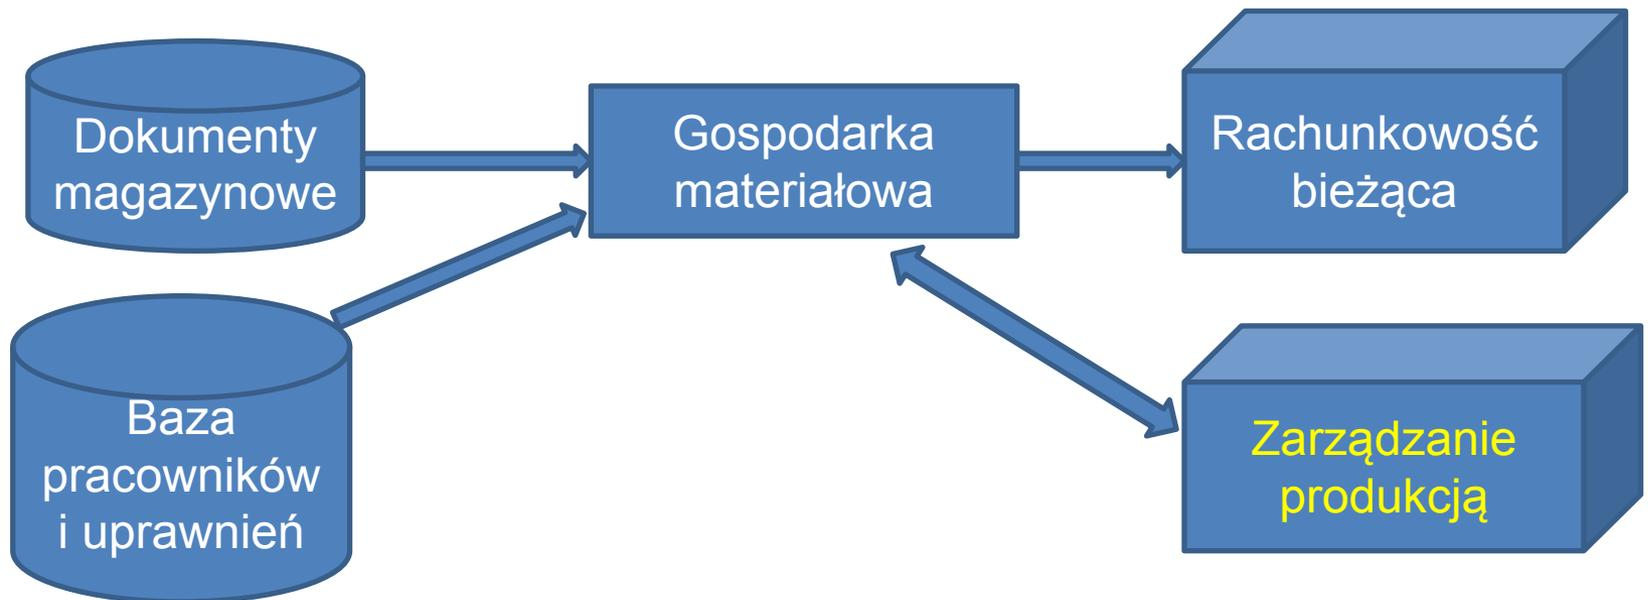 Dokumenty
magazynowe
Gospodarka
materiałowa
Rachunkowość
bieżąca
Baza
pracowników
i uprawnień
Zarządzanie
produkcją